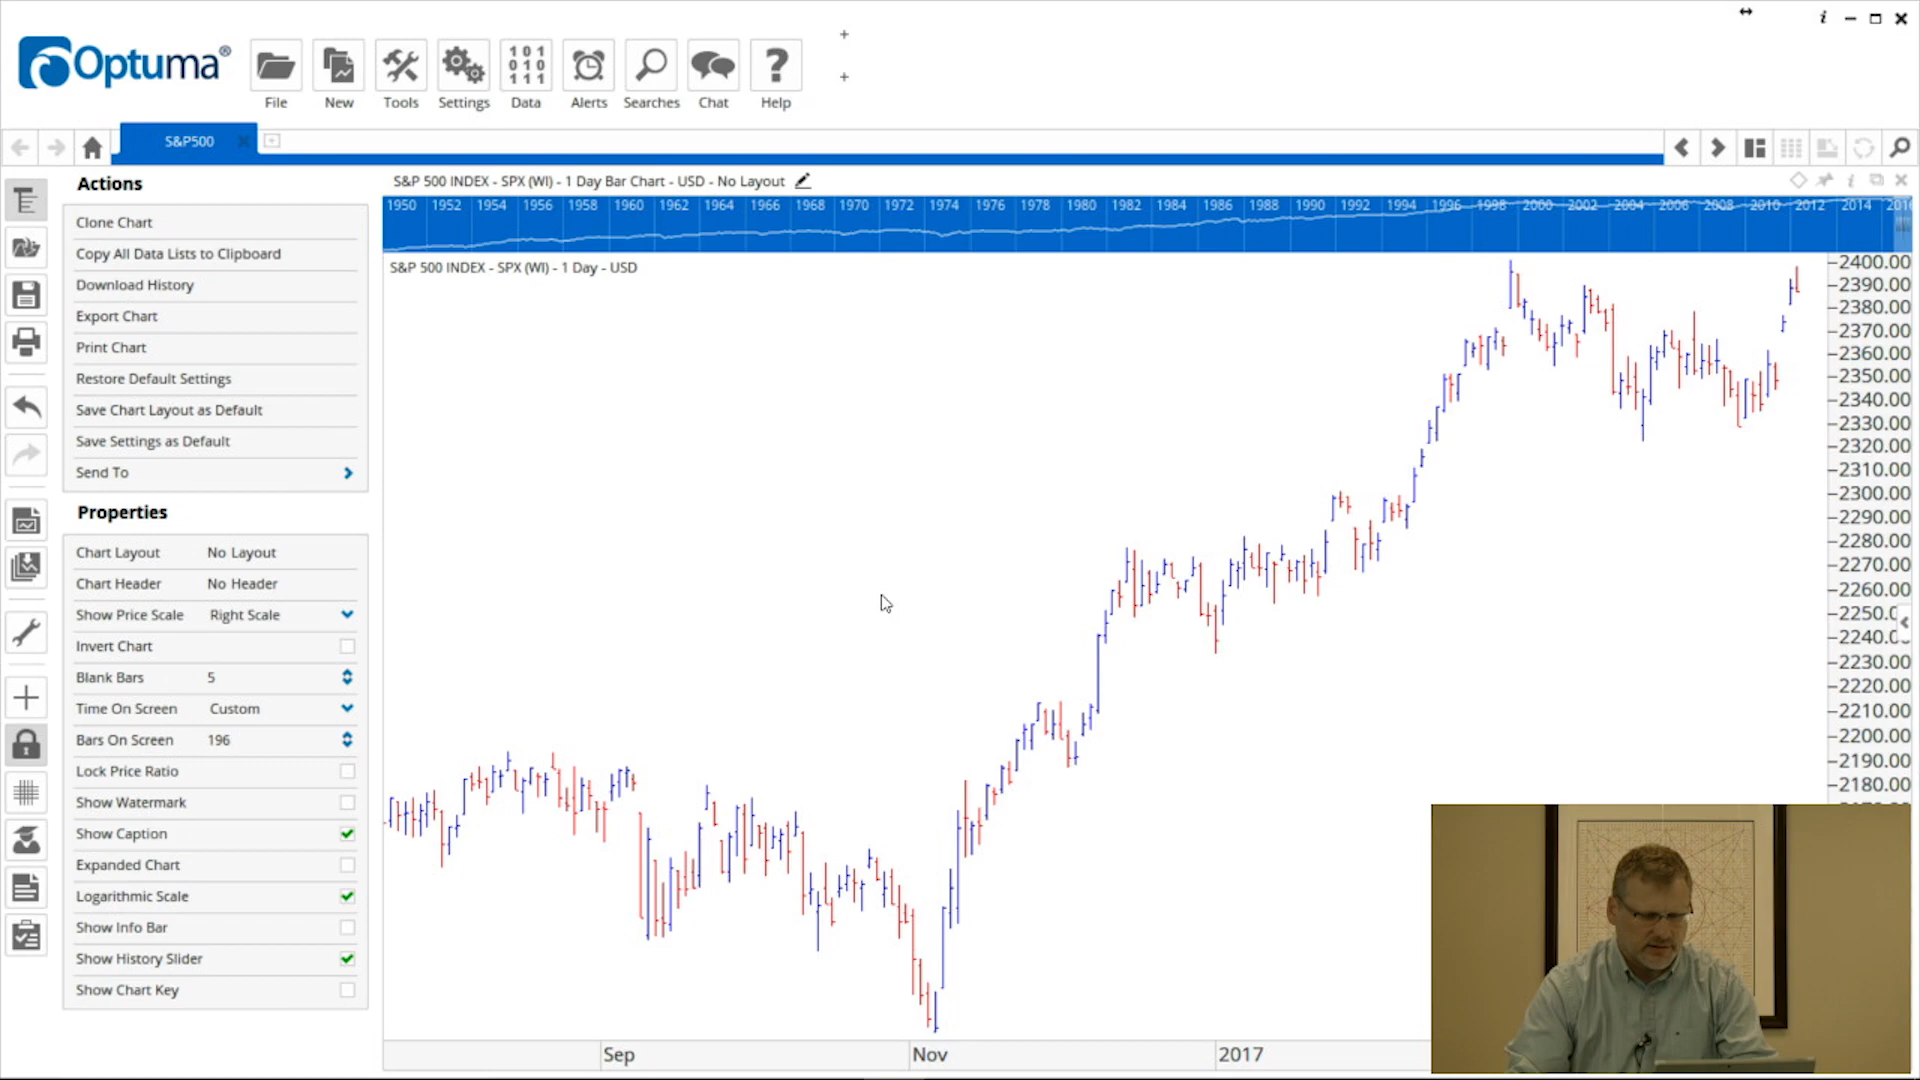 Optuma®
File
New
Tools
Settings
101
010
111
Data
Alerts
Searches
Chat
?
Help
S&P500
Actions
Clone Chart
Copy All Data Lists to Clipboard
Download History
Export Chart
Print Chart
Restore Default Settings
Save Chart Layout as Default
Save Settings as Default
Send To
Properties
Chart Layout No Layout
Chart Header No Header
Show Price Scale Right Scale
Invert Chart
Blank Bars 5
Time On Screen Custom
Bars On Screen 196
Lock Price Ratio
Show Watermark
Show Caption
Expanded Chart
Logarithmic Scale
Show Info Bar
Show History Slider
Show Chart Key
S&P 500 INDEX - SPX (WI) - 1 Day Bar Chart - USD - No Layout
1950 1952 1954 1956 1958 1960 1962 1964 1966 1968 1970 1972 1974 1976 1978 1980 1982 1984 1986 1988 1990 1992 1994 1996 1998 2000 2002 2004 2006 2008 2010 2012 2014 2016
S&P 500 INDEX - SPX (WI) - 1 Day - USD
2400.00
2390.00
2380.00
2370.00
2360.00
2350.00
2340.00
2330.00
2320.00
2310.00
2300.00
2290.00
2280.00
2270.00
2260.00
2250.0
2240.
2230.00
2220.00
2210.00
2200.00
2190.00
2180.00
Sep Nov 2017